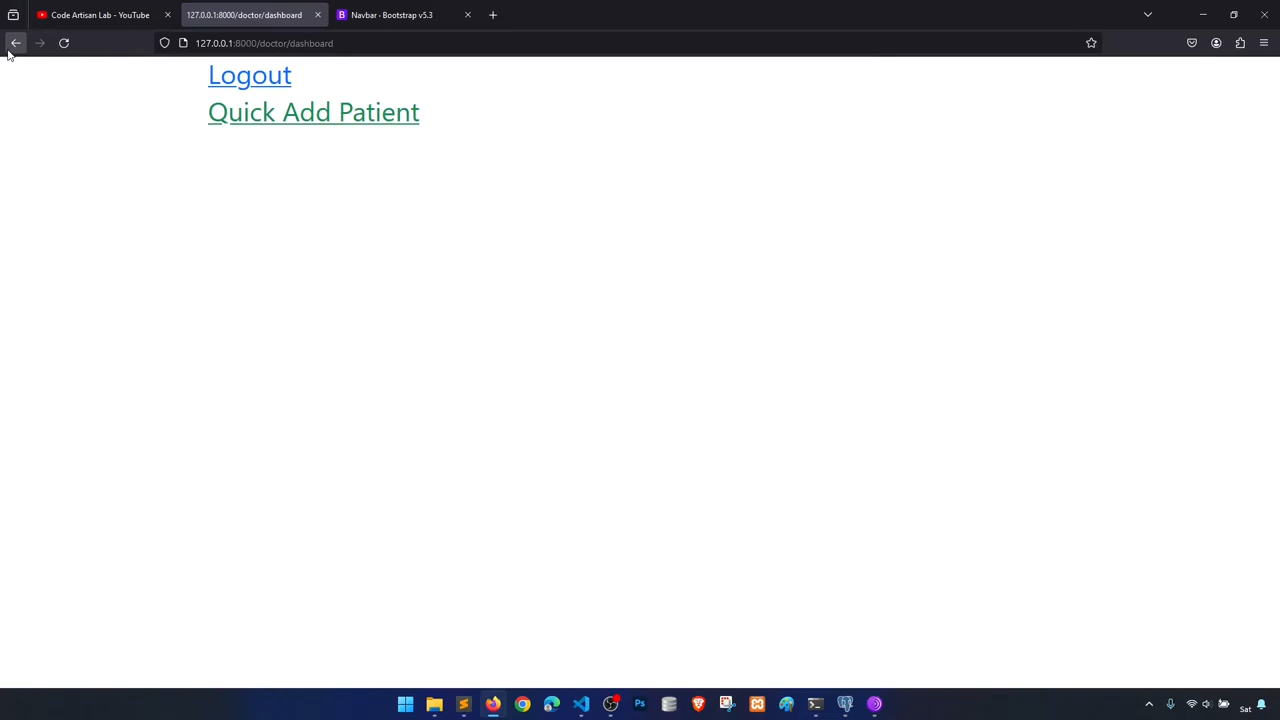 Code Artisan Lab - YouTube
127.0.0.1:8000/doctor/dashboard
Navbar · Bootstrap v5.3
127.0.0.1:8000/doctor/dashboard
Logout
Quick Add Patient
Ps
Sat